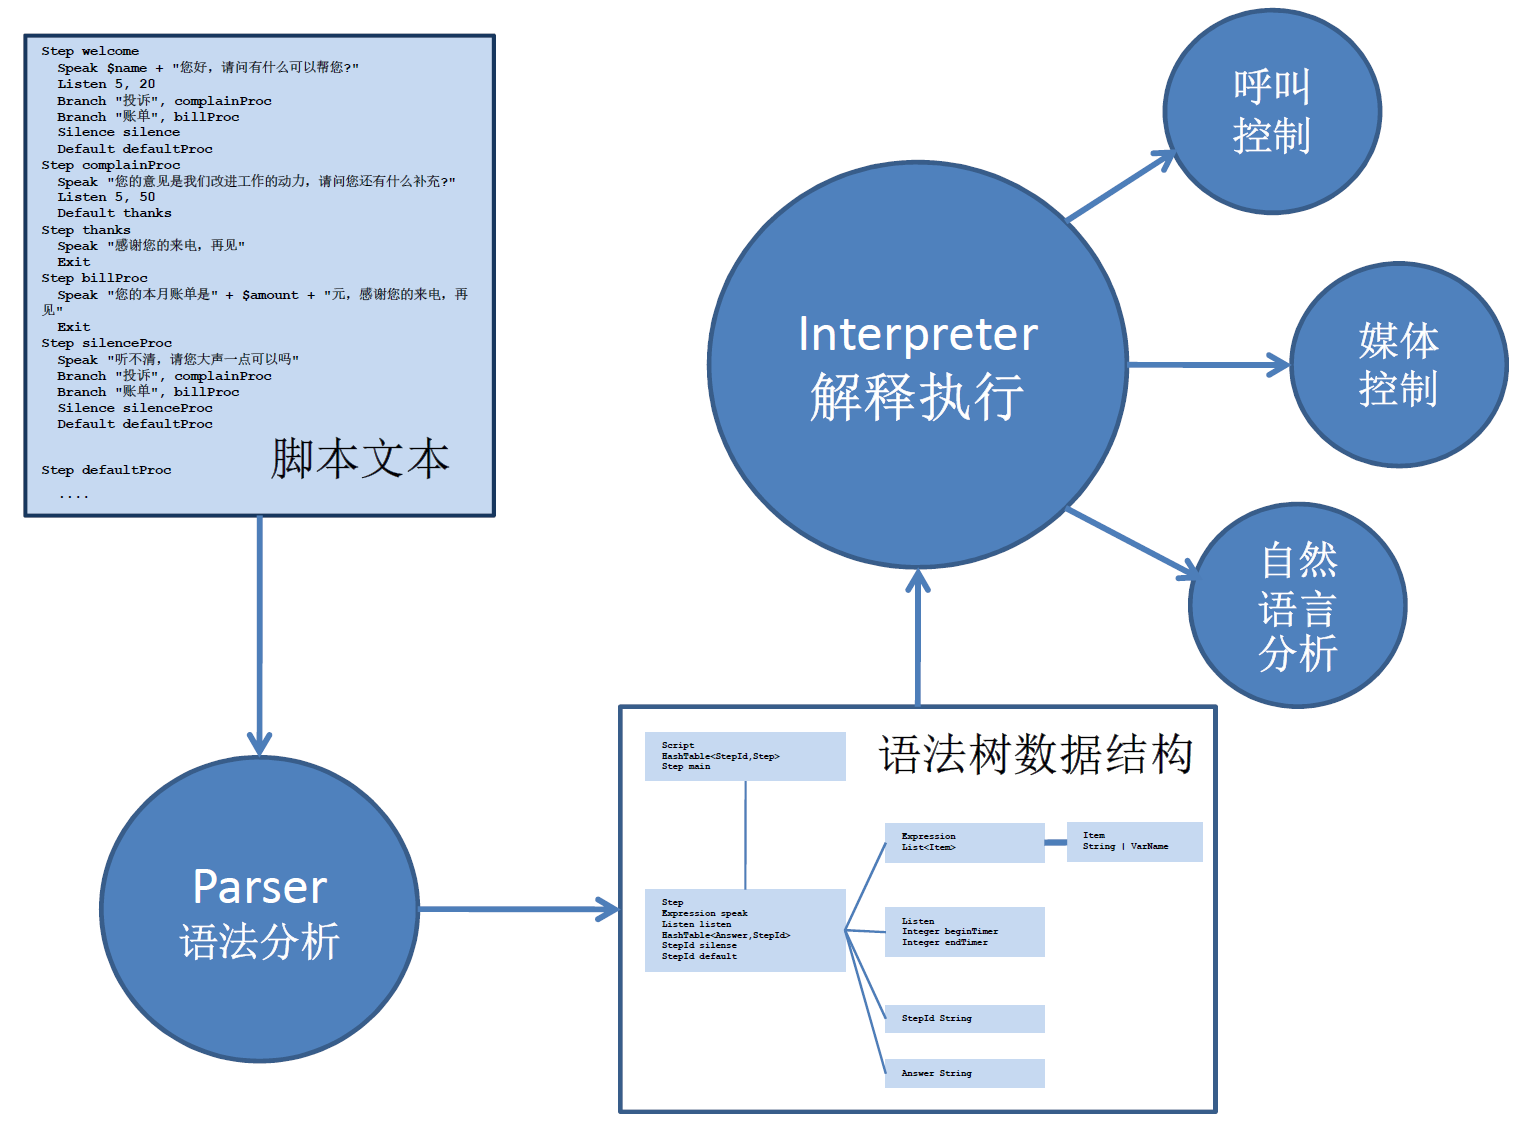 Step welcome
Speak $name + "您好，请问有什么可以帮您?"
Listen 5, 20
Branch "投诉", complainProc
Branch "账单", billProc
Silence silence
Default defaultProc
Step complainProc
Speak "您的意见是我们改进工作的动力，请问您还有什么补充?"
Listen 5, 50
Default thanks
Step thanks
Speak "感谢您的来电，再见"
Exit
Step billProc
Speak "您的本月账单是" + $amount + "元，感谢您的来电，再
见"
Exit
Step silenceProc
Speak "听不清，请您大声一点可以吗"
Branch "投诉", complainProc
Branch "账单", billProc
Silence silenceProc
Default defaultProc
脚本文本
Step defaultProc
....
Parser
语法分析
语法树数据结构
Script
HashTable<StepId,Step>
Step main
Step
Expression speak
Listen listen
HashTable<Answer,StepId>
StepId silense
StepId default
Expression
List<Item>
Item
String | VarName
Listen
Integer beginTimer
Integer endTimer
StepId String
Answer String
Interpreter
解释执行
呼叫
控制
媒体
控制
自然
语言
分析